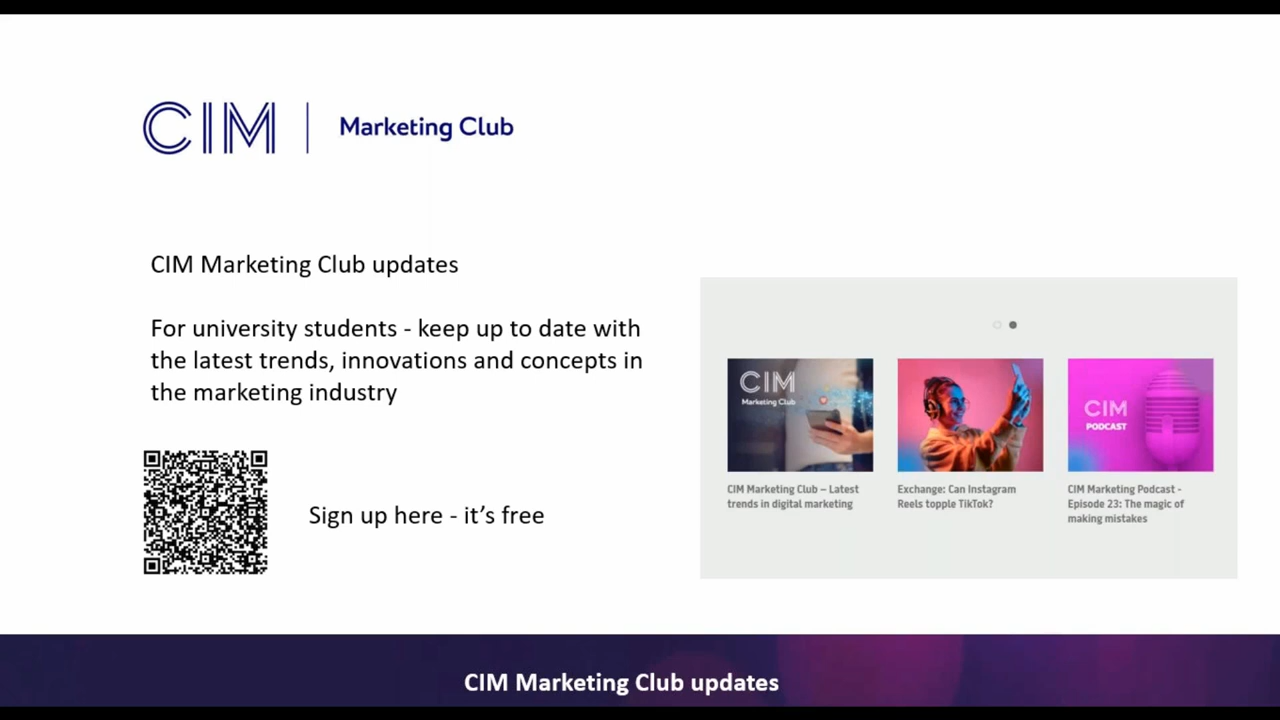 CIM | Marketing Club
CIM Marketing Club updates
For university students - keep up to date with
the latest trends, innovations and concepts in
the marketing industry
Sign up here - it’s free
CIM
Marketing Club
CIM Marketing Club – Latest
trends in digital marketing
Exchange: Can Instagram
Reels topple TikTok?
CIM
PODCAST
CIM Marketing Podcast -
Episode 23: The magic of
making mistakes
CIM Marketing Club updates